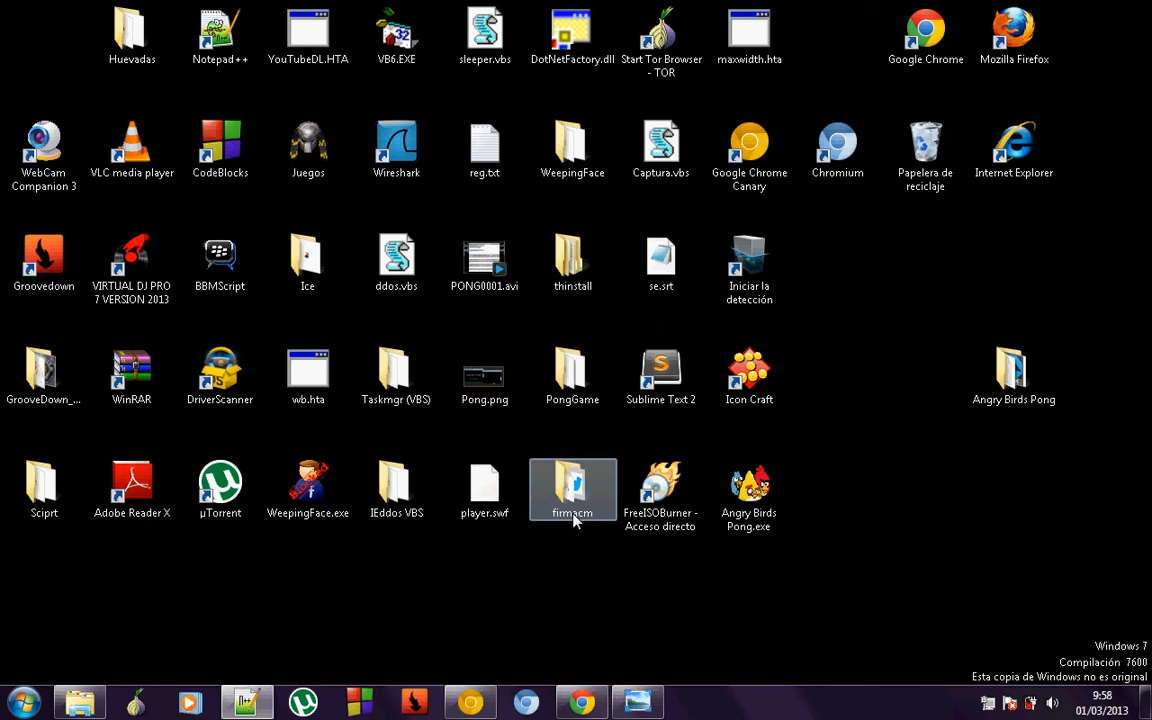 Huevadas
Notepad++
YouTubeDL.HTA
VB6.EXE
sleeper.vbs
DotNetFactory.dll
Start Tor Browser
- TOR
maxwidth.hta
Google Chrome
Mozilla Firefox
WebCam
Companion 3
VLC media player
CodeBlocks
Juegos
Wireshark
reg.txt
WeepingFace
Captura.vbs
Google Chrome
Canary
Chromium
Papelera de
reciclaje
Internet Explorer
Groovedown
VIRTUAL DJ PRO
7 VERSION 2013
BBMScript
Ice
ddos.vbs
PONG0001.avi
thinstall
se.srt
Iniciar la
detección
GrooveDown_...
WinRAR
DriverScanner
wb.hta
Taskmgr (VBS)
Pong.png
PongGame
Sublime Text 2
Icon Craft
Angry Birds Pong
Sciprt
Adobe Reader X
µTorrent
WeepingFace.exe
IEddos VBS
player.swf
firmacm
FreeISOBurner -
Acceso directo
Angry Birds
Pong.exe
Windows 7
Compilación 7600
Esta copia de Windows no es original
9:58
01/03/2013